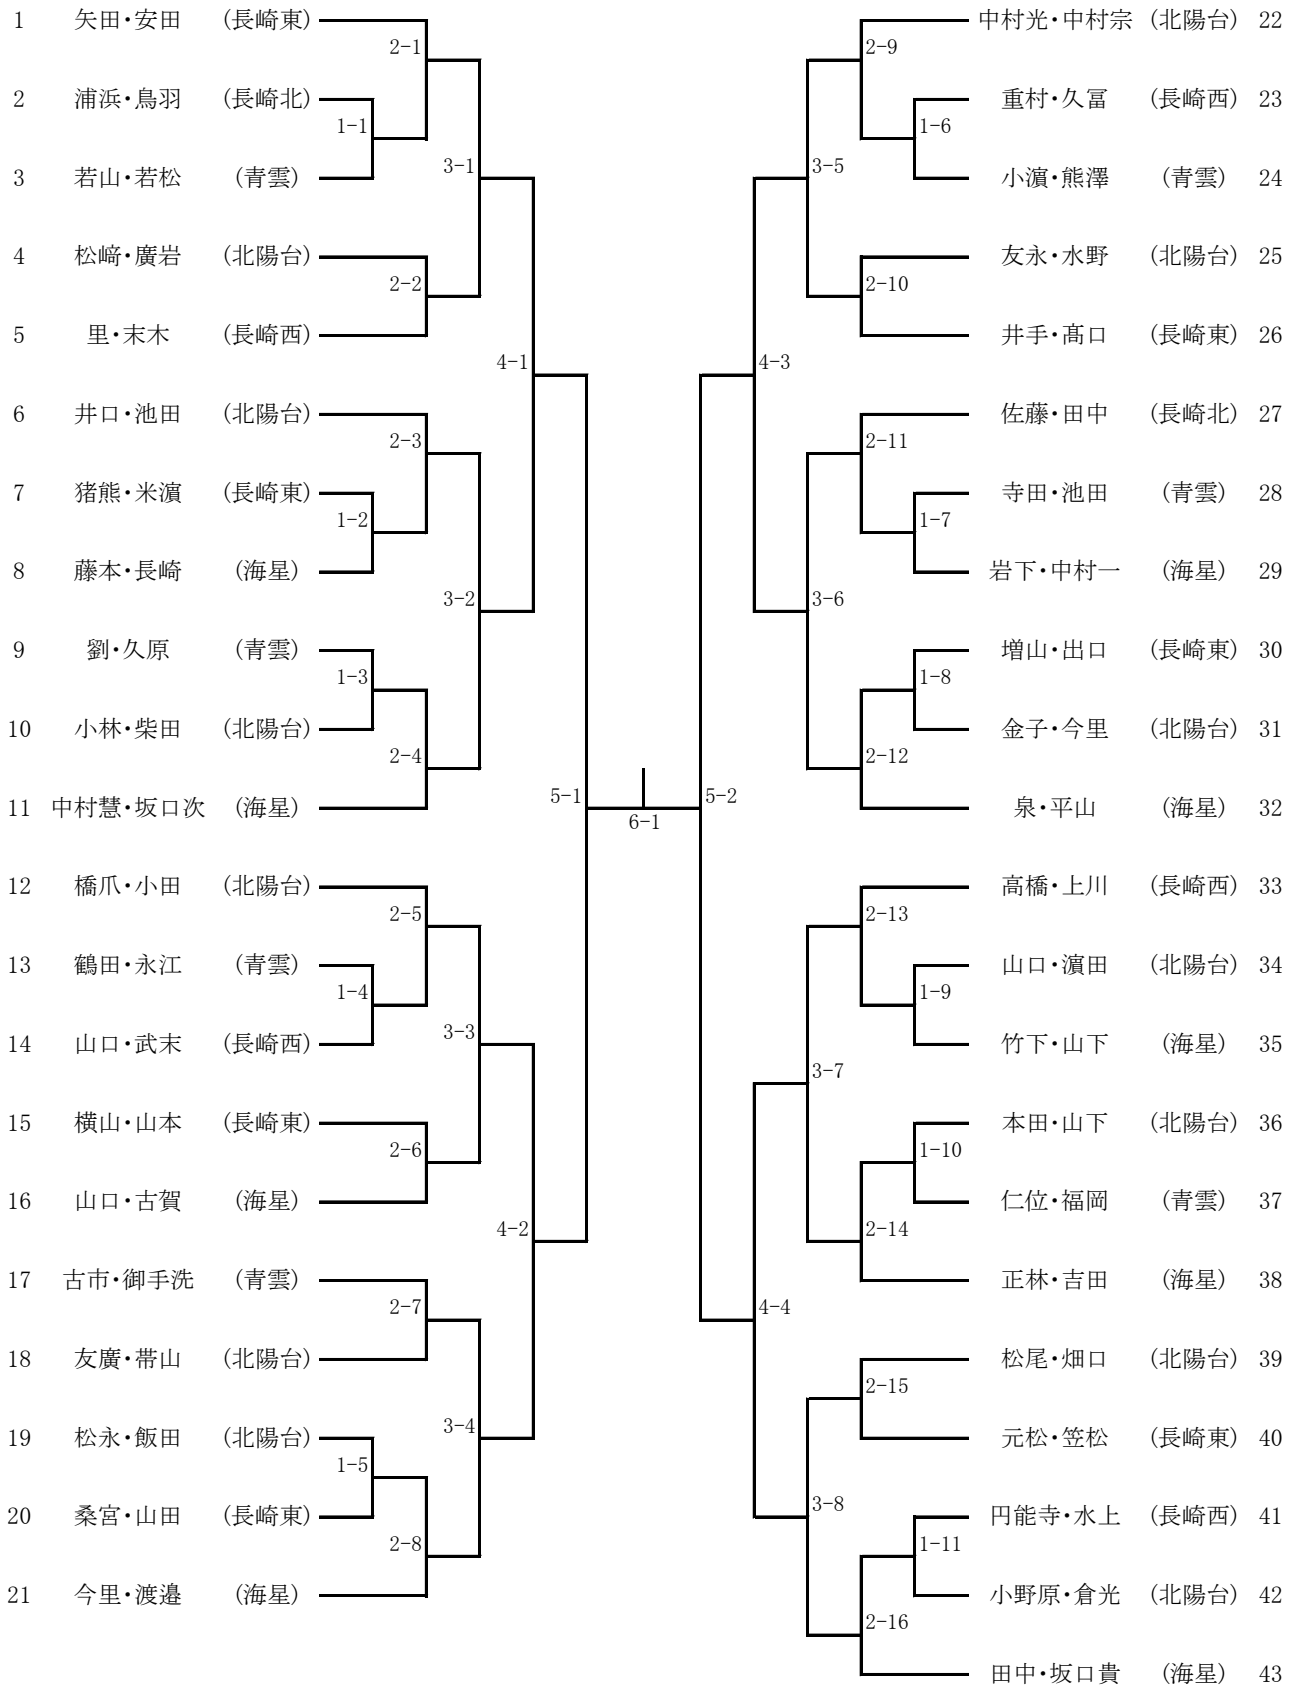 1 矢田・安田 (長崎東)
2 浦浜・鳥羽 (長崎北)
3 若山・若松 (青雲)
4 松﨑・廣岩 (北陽台)
5 里・末木 (長崎西)
6 井口・池田 (北陽台)
7 猪熊・米濵 (長崎東)
8 藤本・長崎 (海星)
9 劉・久原 (青雲)
10 小林・柴田 (北陽台)
11 中村慧・坂口次 (海星)
12 橋爪・小田 (北陽台)
13 鶴田・永江 (青雲)
14 山口・武末 (長崎西)
15 横山・山本 (長崎東)
16 山口・古賀 (海星)
17 古市・御手洗 (青雲)
18 友廣・帯山 (北陽台)
19 松永・飯田 (北陽台)
20 桑宮・山田 (長崎東)
21 今里・渡邉 (海星)
1-1
1-2
1-3
1-4
1-5
2-1
2-2
2-3
2-4
2-5
2-6
2-7
2-8
3-1
3-2
3-3
3-4
4-1
4-2
5-1
6-1
5-2
4-3
4-4
3-5
3-6
3-7
3-8
2-9
2-10
2-11
2-12
2-13
2-14
2-15
2-16
1-6
1-7
1-8
1-9
1-10
1-11
中村光・中村宗 (北陽台) 22
重村・久冨 (長崎西) 23
小濵・熊澤 (青雲) 24
友永・水野 (北陽台) 25
井手・髙口 (長崎東) 26
佐藤・田中 (長崎北) 27
寺田・池田 (青雲) 28
岩下・中村一 (海星) 29
増山・出口 (長崎東) 30
金子・今里 (北陽台) 31
泉・平山 (海星) 32
高橋・上川 (長崎西) 33
山口・濵田 (北陽台) 34
竹下・山下 (海星) 35
本田・山下 (北陽台) 36
仁位・福岡 (青雲) 37
正林・吉田 (海星) 38
松尾・畑口 (北陽台) 39
元松・笠松 (長崎東) 40
円能寺・水上 (長崎西) 41
小野原・倉光 (北陽台) 42
田中・坂口貴 (海星) 43